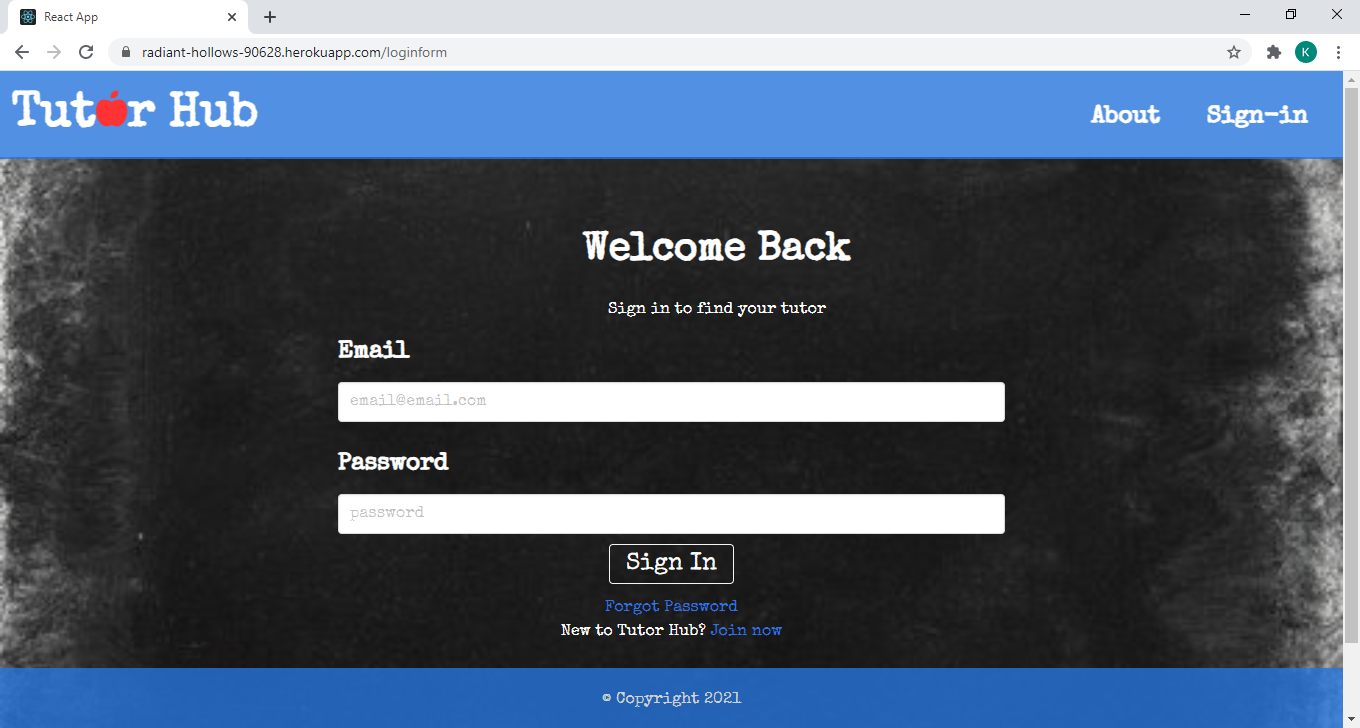 React App
radiant-hollows-90628.herokuapp.com/loginform
K
Tutor Hub
About
Sign-in
Welcome Back
Sign in to find your tutor
Email
email@email.com
Password
password
Sign In
Forgot Password
New to Tutor Hub? Join now
© Copyright 2021